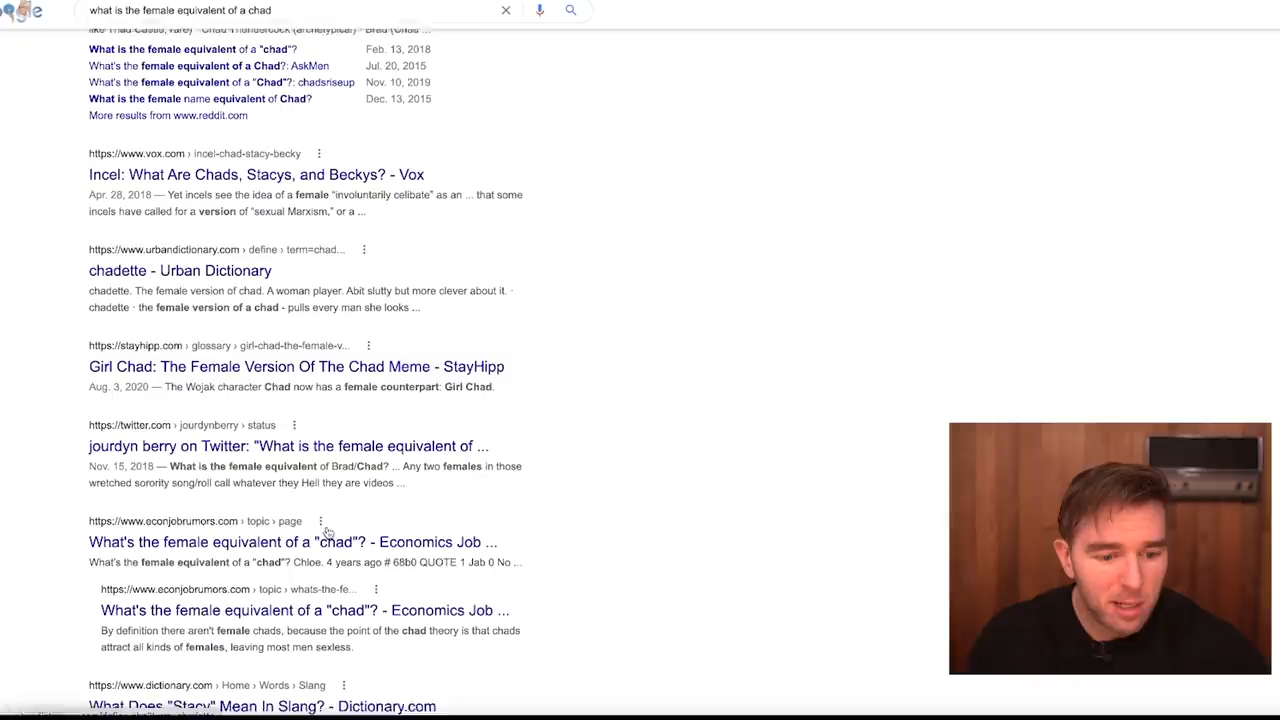 what is the female equivalent of a chad
What is the female equivalent of a "chad"? Feb. 13, 2018
What's the female equivalent of a Chad?: AskMen Jul. 20, 2015
What's the female equivalent of a "Chad"?: chadsriseup Nov. 10, 2019
What is the female name equivalent of Chad? Dec. 13, 2015
More results from www.reddit.com
https://www.vox.com › incel-chad-stacy-becky
Incel: What Are Chads, Stacys, and Beckys? - Vox
Apr. 28, 2018 — Yet incels see the idea of a female "involuntarily celibate" as an ... that some
incels have called for a version of "sexual Marxism," or a ...
https://www.urbandictionary.com › define › term=chad...
chadette - Urban Dictionary
chadette. The female version of chad. A woman player. Abit slutty but more clever about it. ·
chadette · the female version of a chad - pulls every man she looks ...
https://stayhipp.com › glossary › girl-chad-the-female-v...
Girl Chad: The Female Version Of The Chad Meme - StayHipp
Aug. 3, 2020 — The Wojak character Chad now has a female counterpart: Girl Chad.
https://twitter.com › jourdynberry › status
jourdyn berry on Twitter: "What is the female equivalent of ...
Nov. 15, 2018 — What is the female equivalent of Brad/Chad? ... Any two females in those
wretched sorority song/roll call whatever they Hell they are videos ...
https://www.econjobrumors.com › topic › page
What's the female equivalent of a "chad"? - Economics Job ...
What's the female equivalent of a "chad"? Chloe. 4 years ago # 68b0 QUOTE 1 Jab 0 No ...
https://www.econjobrumors.com › topic › whats-the-fe...
What's the female equivalent of a "chad"? - Economics Job ...
By definition there aren't female chads, because the point of the chad theory is that chads
attract all kinds of females, leaving most men sexless.
https://www.dictionary.com › Home › Words › Slang
What Does "Stacy" Mean In Slang? - Dictionary.com